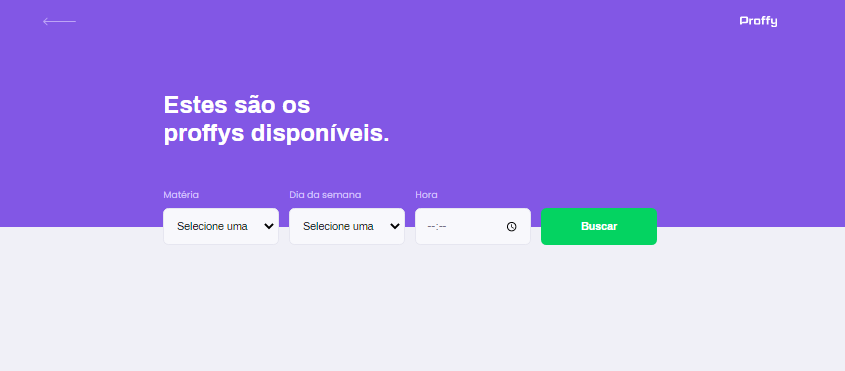 Proffy
Estes são os
proffys disponíveis.
Matéria
Dia da semana
Hora
Selecione uma
Selecione uma
--:--
Buscar